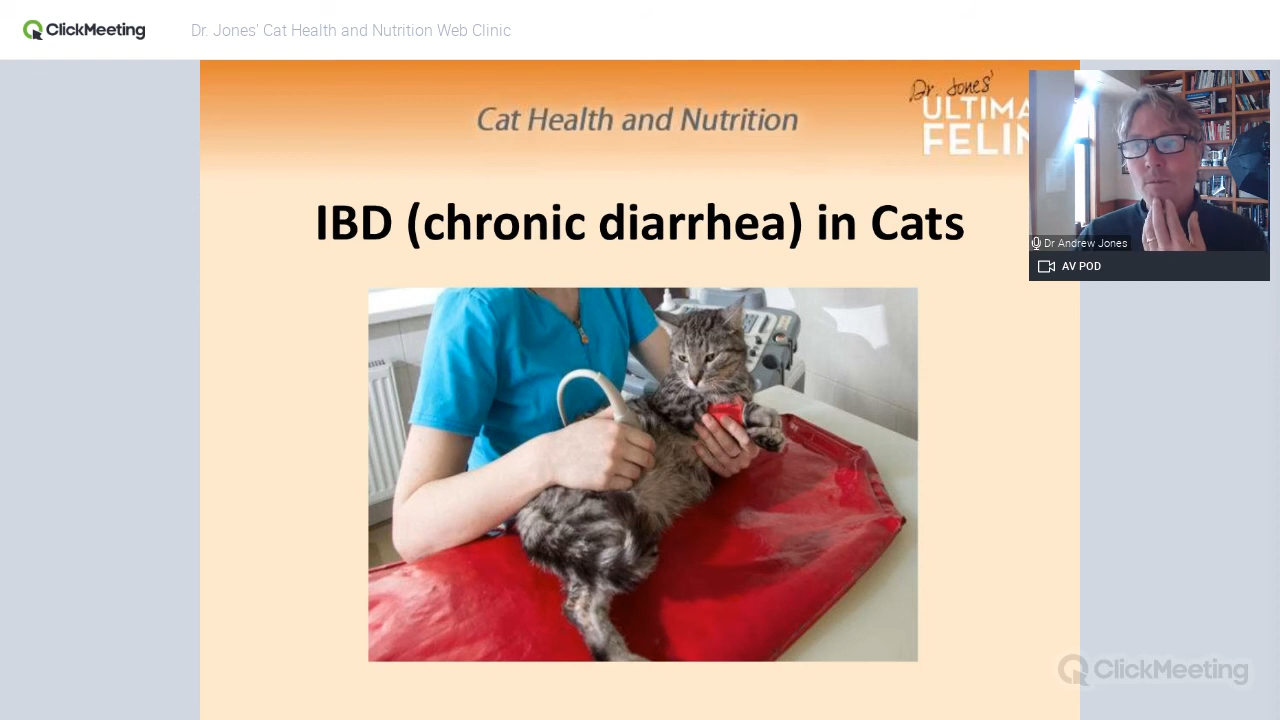 ClickMeeting
Dr. Jones' Cat Health and Nutrition Web Clinic
Cat Health and Nutrition
Dr. Jones'
ULTIMA
FELIN
IBD (chronic diarrhea) in Cats
Dr Andrew Jones
AV POD
ClickMeeting